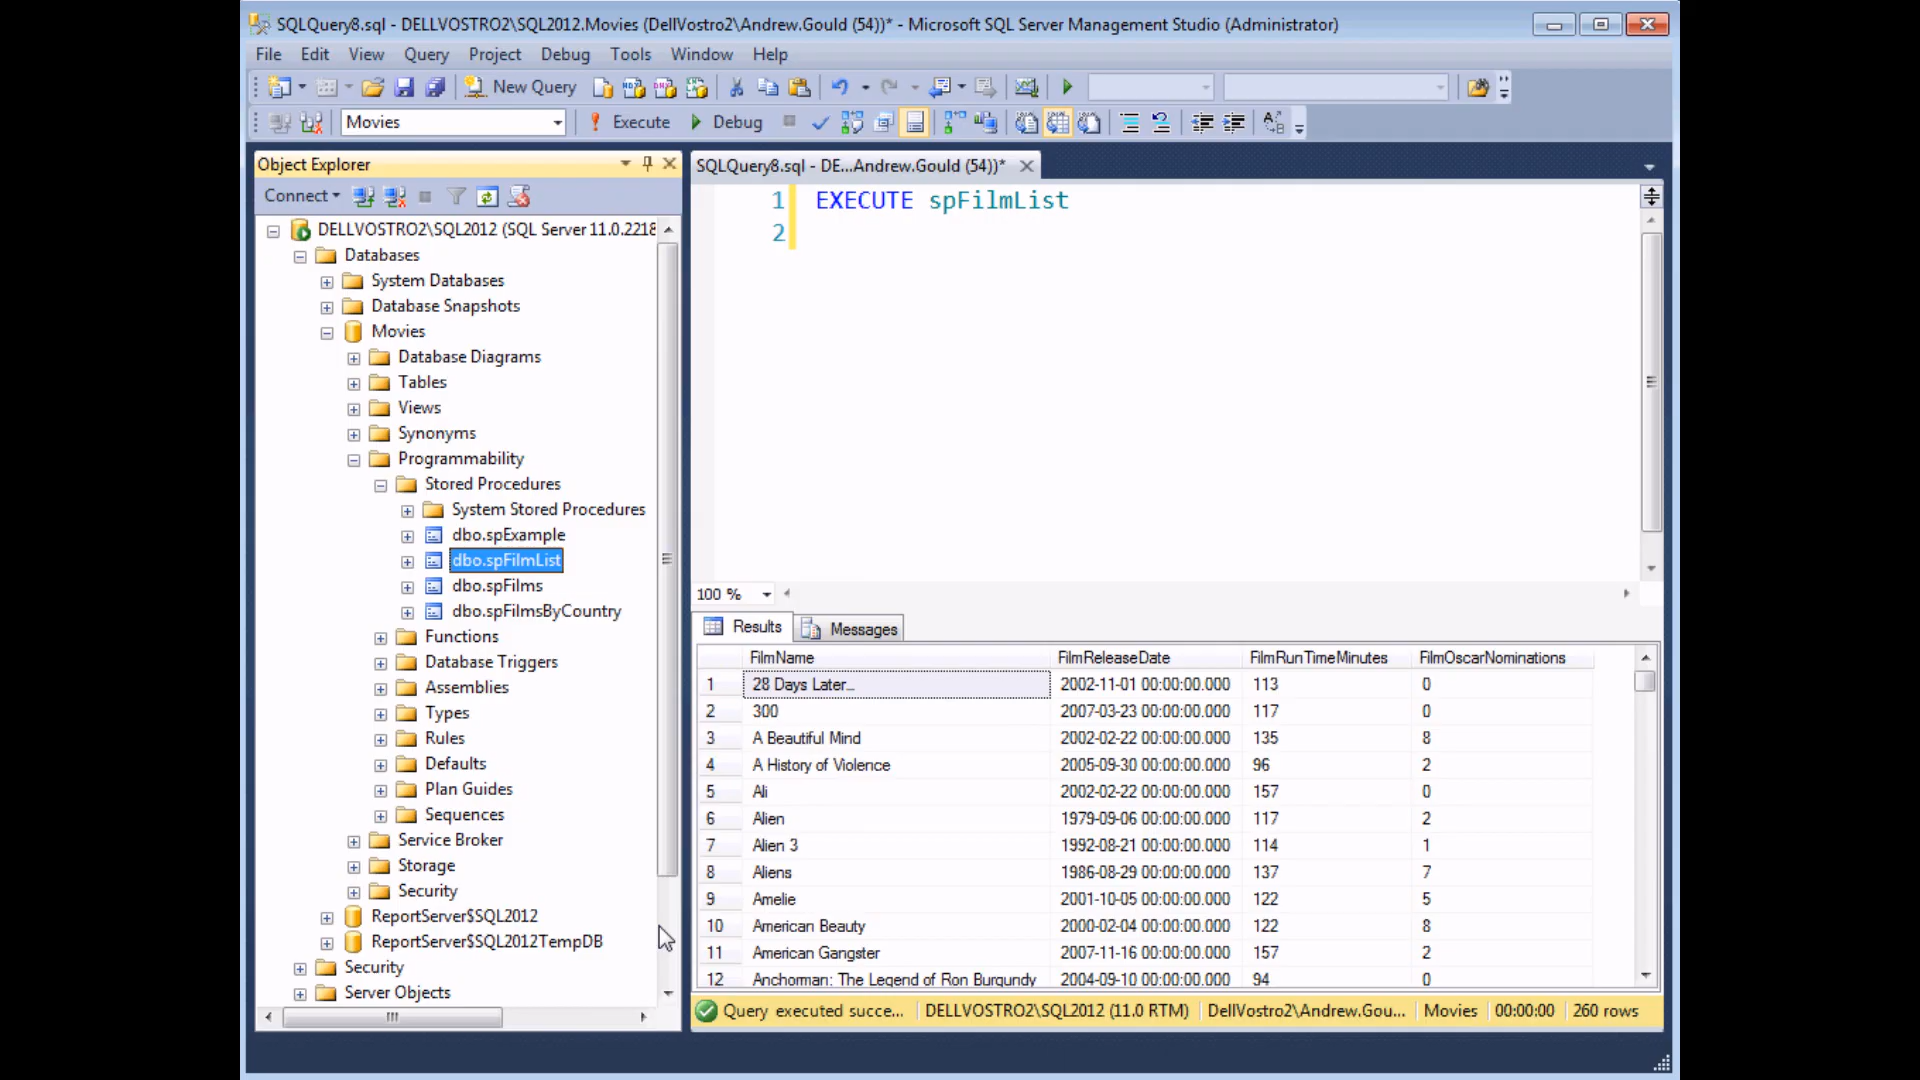 SQLQuery8.sql - DELLVOSTRO2\SQL2012.Movies (DellVostro2\Andrew.Gould (54))* - Microsoft SQL Server Management Studio (Administrator)
File Edit View Query Project Debug Tools Window Help
New Query
Movies Execute Debug
Object Explorer
Connect
DELLVOSTRO2\SQL2012 (SQL Server 11.0.2218
Databases
System Databases
Database Snapshots
Movies
Database Diagrams
Tables
Views
Synonyms
Programmability
Stored Procedures
System Stored Procedures
dbo.spExample
dbo.spFilmList
dbo.spFilms
dbo.spFilmsByCountry
Functions
Database Triggers
Assemblies
Types
Rules
Defaults
Plan Guides
Sequences
Service Broker
Storage
Security
ReportServer$SQL2012
ReportServer$SQL2012TempDB
Security
Server Objects
SQLQuery8.sql - DE...Andrew.Gould (54))*
1 EXECUTE spFilmList
2
100 %
Results Messages
FilmName FilmReleaseDate FilmRunTimeMinutes FilmOscarNominations
1 28 Days Later... 2002-11-01 00:00:00.000 113 0
2 300 2007-03-23 00:00:00.000 117 0
3 A Beautiful Mind 2002-02-22 00:00:00.000 135 8
4 A History of Violence 2005-09-30 00:00:00.000 96 2
5 Ali 2002-02-22 00:00:00.000 157 0
6 Alien 1979-09-06 00:00:00.000 117 2
7 Alien 3 1992-08-21 00:00:00.000 114 1
8 Aliens 1986-08-29 00:00:00.000 137 7
9 Amelie 2001-10-05 00:00:00.000 122 5
10 American Beauty 2000-02-04 00:00:00.000 122 8
11 American Gangster 2007-11-16 00:00:00.000 157 2
12 Anchorman: The Legend of Ron Burgundy 2004-09-10 00:00:00.000 94 0
Query executed succe... DELLVOSTRO2\SQL2012 (11.0 RTM) DellVostro2\Andrew.Gou... Movies 00:00:00 260 rows